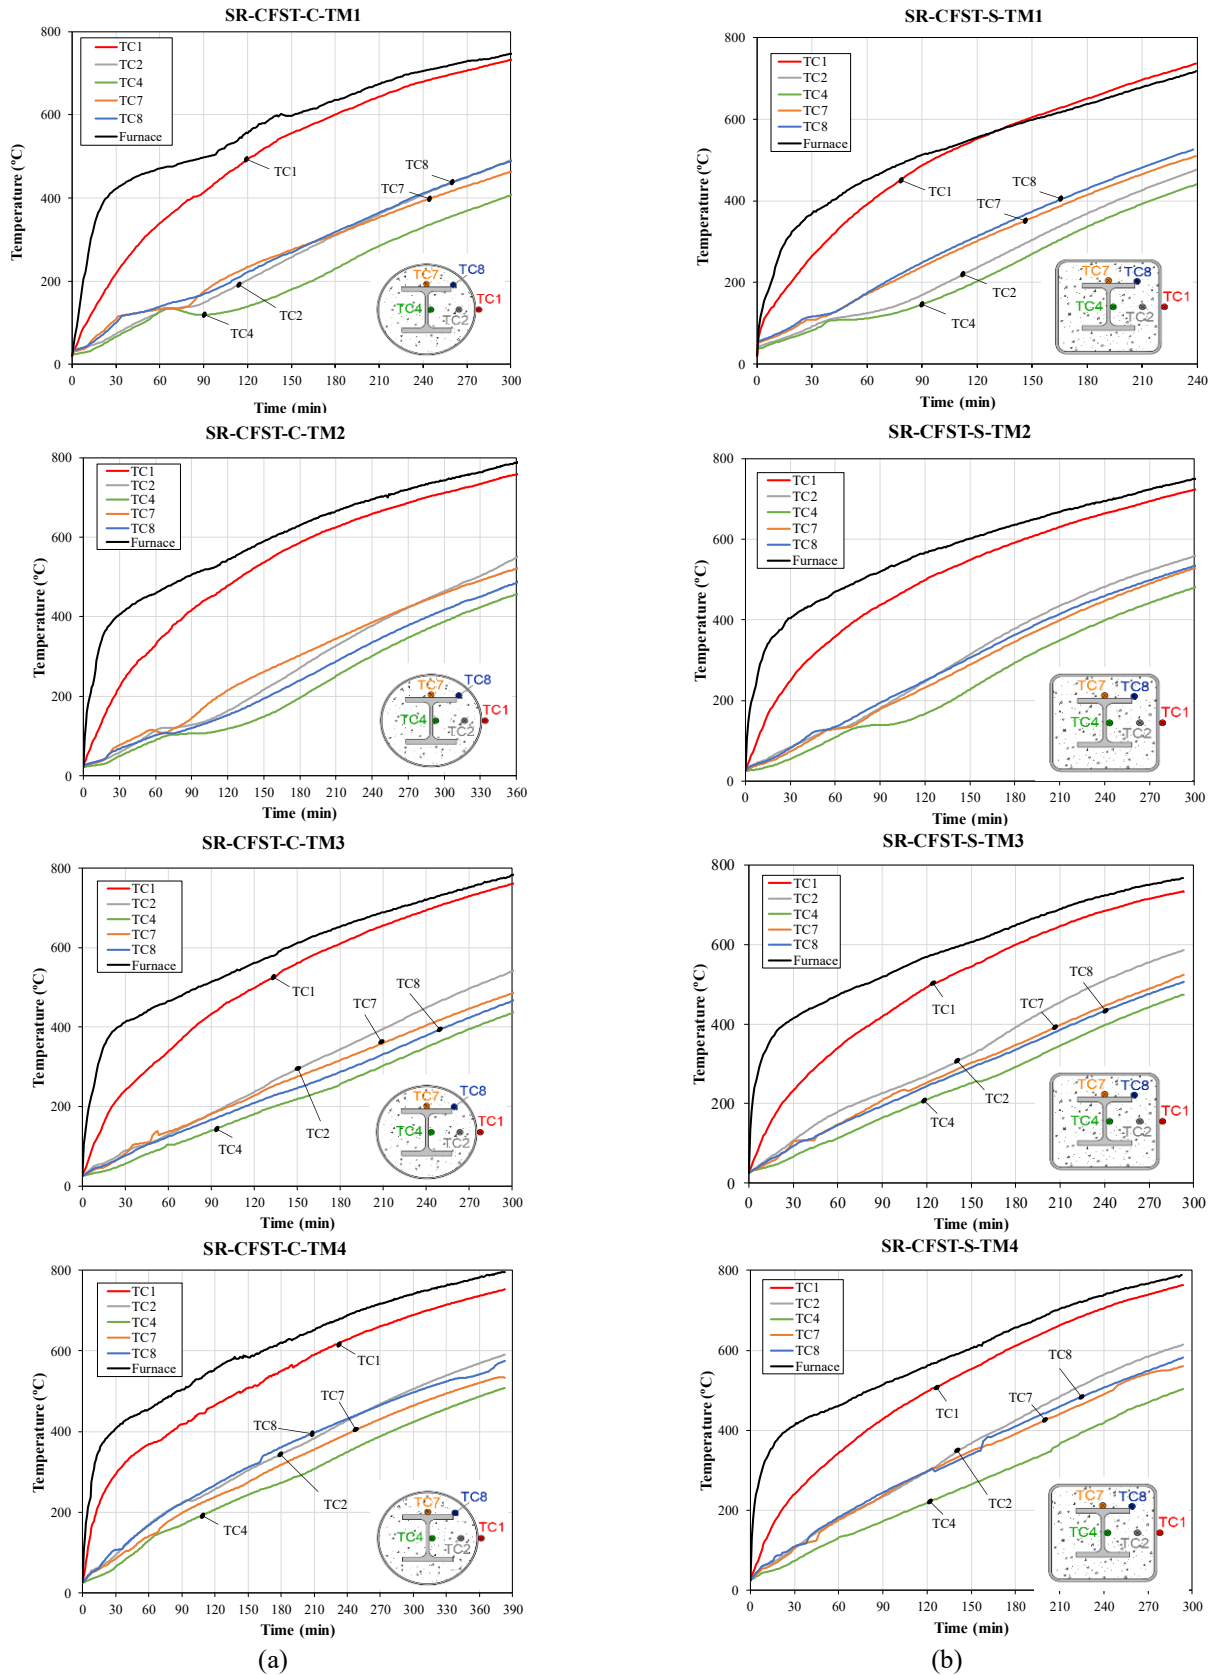 SR-CFST-C-TM1
Temperature (ºC)
800
600
400
200
0
0 30 60 90 120 150 180 210 240 270 300
Time (min)
TC1
TC2
TC4
TC7
TC8
Furnace
TC1
TC8
TC7
TC2
TC4
TC7
TC8
TC4
TC1
TC2
SR-CFST-S-TM1
Temperature (ºC)
800
600
400
200
0
0 30 60 90 120 150 180 210 240
Time (min)
TC1
TC2
TC4
TC7
TC8
Furnace
TC1
TC8
TC7
TC2
TC4
TC7
TC8
TC4
TC1
TC2
SR-CFST-C-TM2
Temperature (ºC)
800
600
400
200
0
0 30 60 90 120 150 180 210 240 270 300 330 360
Time (min)
TC1
TC2
TC4
TC7
TC8
Furnace
TC7
TC8
TC4
TC1
TC2
SR-CFST-S-TM2
Temperature (ºC)
800
600
400
200
0
0 30 60 90 120 150 180 210 240 270 300
Time (min)
TC1
TC2
TC4
TC7
TC8
Furnace
TC7
TC8
TC4
TC1
TC2
SR-CFST-C-TM3
Temperature (ºC)
800
600
400
200
0
0 30 60 90 120 150 180 210 240 270 300
Time (min)
TC1
TC2
TC4
TC7
TC8
Furnace
TC1
TC7
TC8
TC2
TC4
TC7
TC8
TC4
TC1
TC2
SR-CFST-S-TM3
Temperature (ºC)
800
600
400
200
0
0 30 60 90 120 150 180 210 240 270 300
Time (min)
TC1
TC2
TC4
TC7
TC8
Furnace
TC1
TC8
TC7
TC2
TC4
TC7
TC8
TC4
TC1
TC2
SR-CFST-C-TM4
Temperature (ºC)
800
600
400
200
0
0 30 60 90 120 150 180 210 240 270 300 330 360 390
Time (min)
TC1
TC2
TC4
TC7
TC8
Furnace
TC1
TC7
TC8
TC2
TC4
TC7
TC8
TC4
TC1
TC2
(a)
SR-CFST-S-TM4
Temperature (ºC)
800
600
400
200
0
0 30 60 90 120 150 180 210 240 270 300
Time (min)
TC1
TC2
TC4
TC7
TC8
Furnace
TC8
TC7
TC1
TC2
TC4
TC7
TC8
TC4
TC1
TC2
(b)